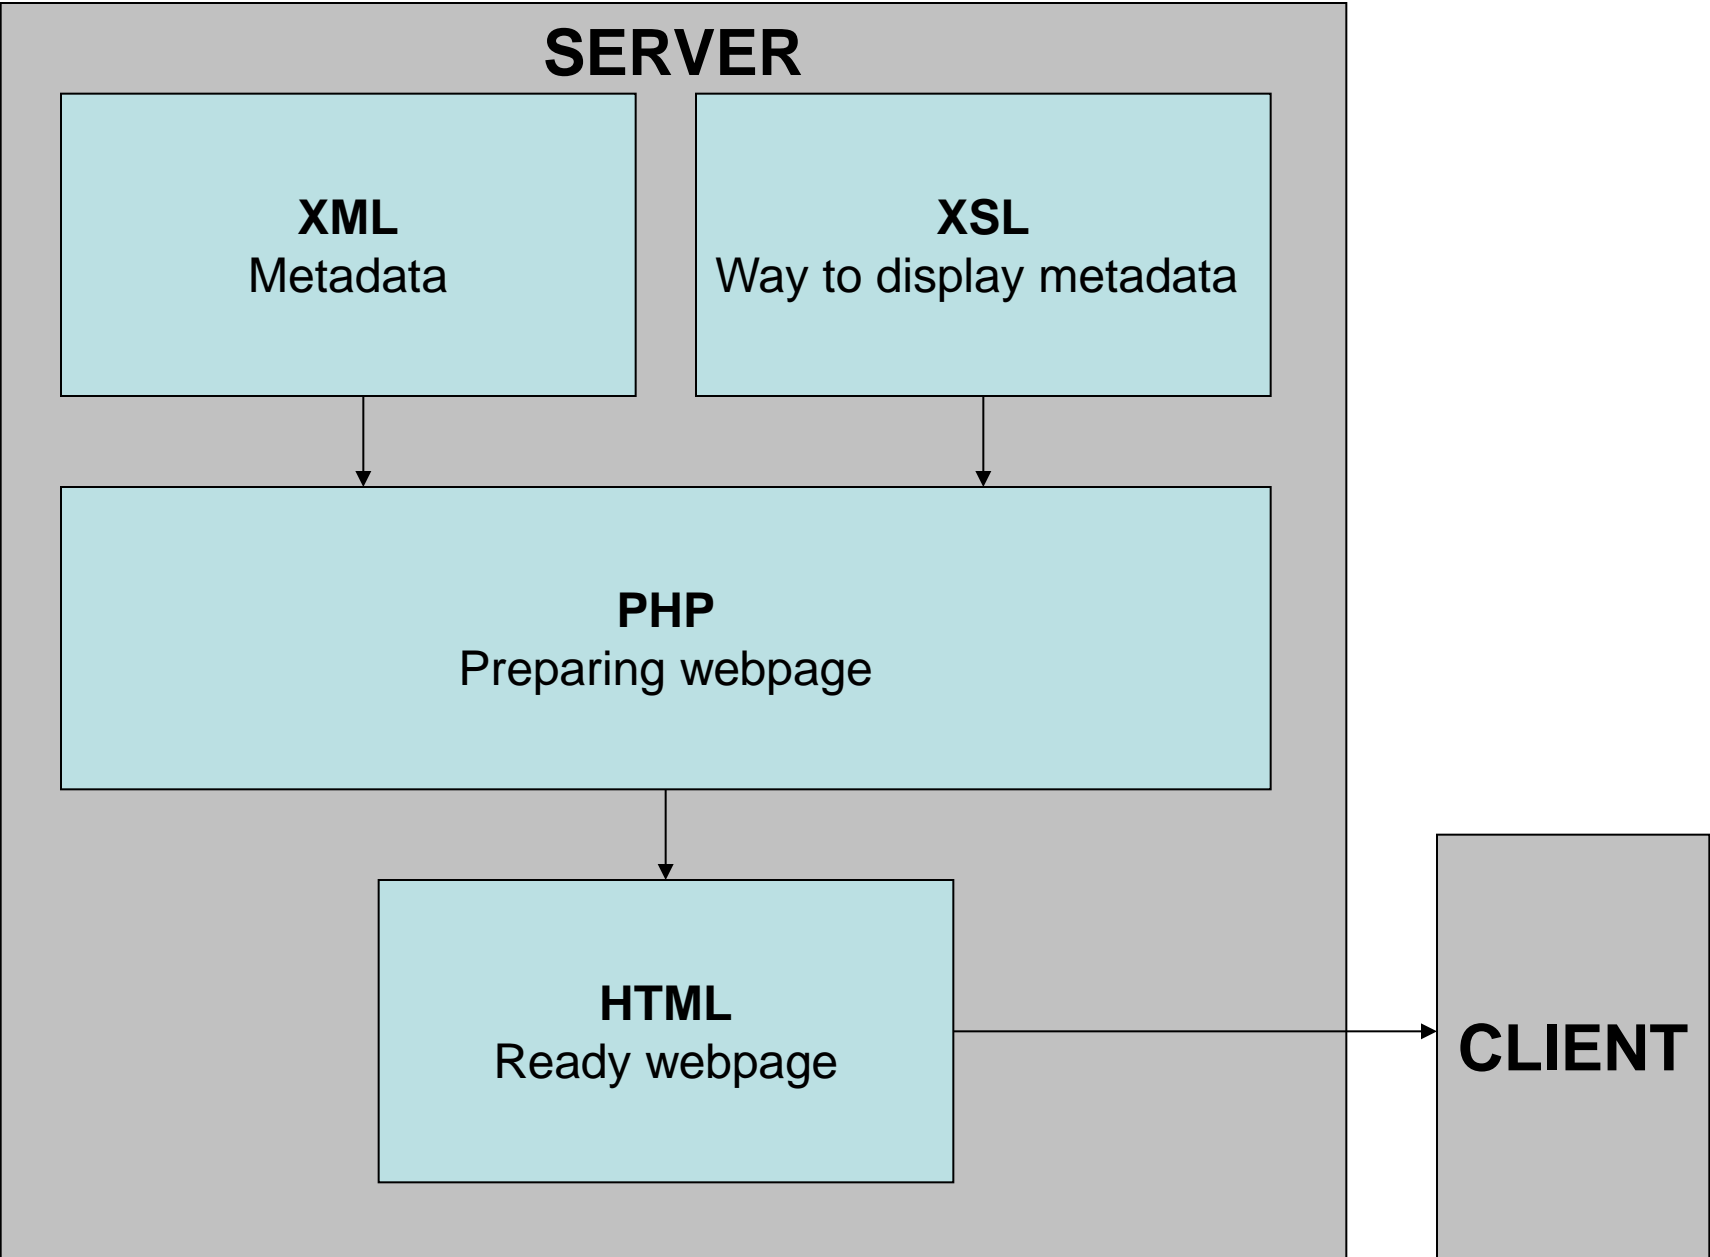 SERVER
XML
Metadata
XSL
Way to display metadata
PHP
Preparing webpage
HTML
Ready webpage
CLIENT